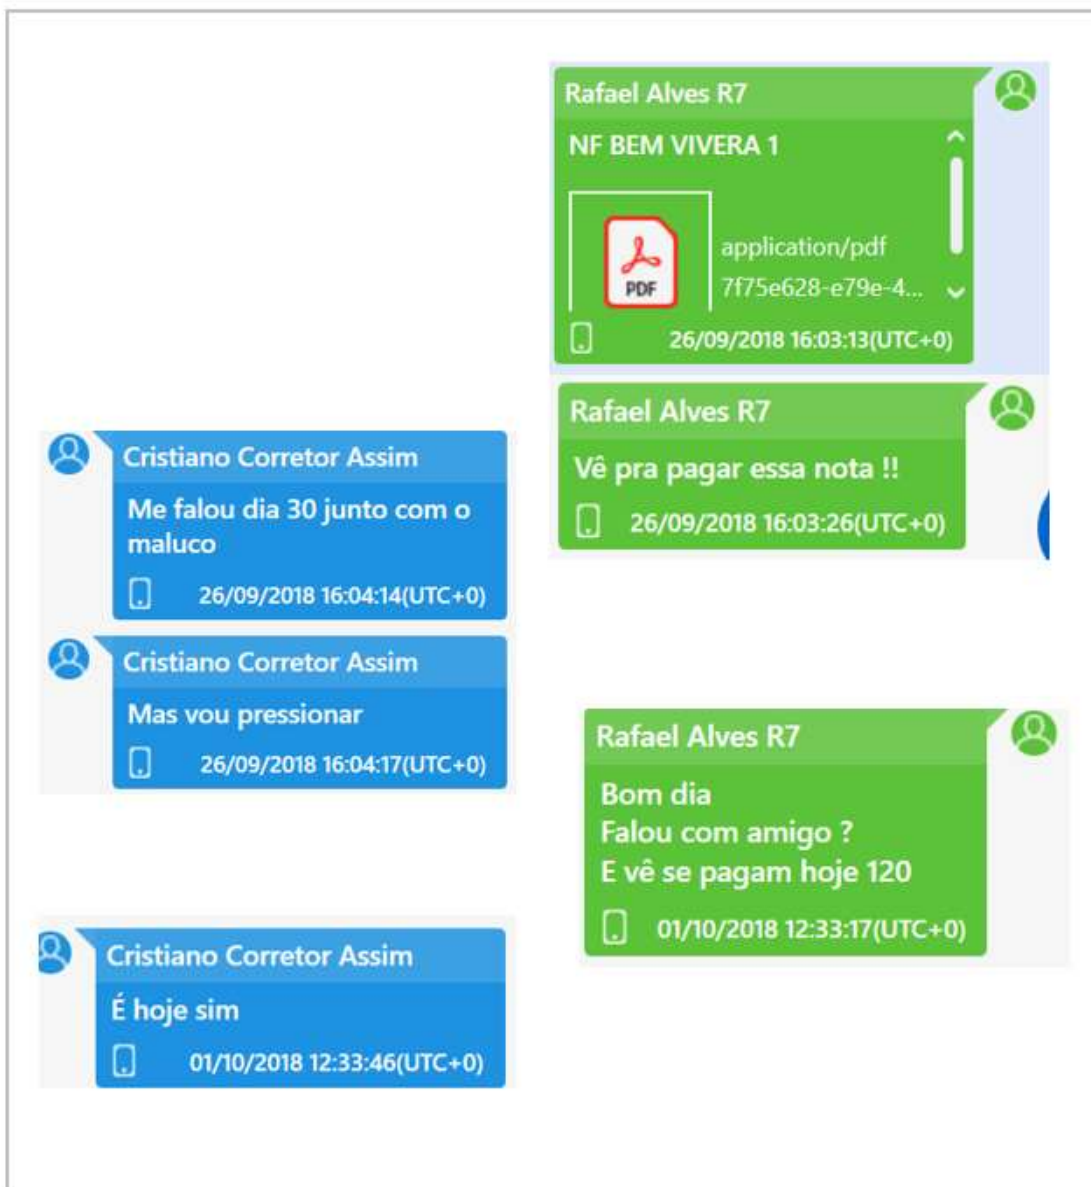 Rafael Alves R7
NF BEM VIVERA 1
PDF
application/pdf
7f75e628-e79e-4...
26/09/2018 16:03:13(UTC+0)
Rafael Alves R7
Vê pra pagar essa nota !!
26/09/2018 16:03:26(UTC+0)
Cristiano Corretor Assim
Me falou dia 30 junto com o
maluco
26/09/2018 16:04:14(UTC+0)
Cristiano Corretor Assim
Mas vou pressionar
26/09/2018 16:04:17(UTC+0)
Rafael Alves R7
Bom dia
Falou com amigo ?
E vê se pagam hoje 120
01/10/2018 12:33:17(UTC+0)
Cristiano Corretor Assim
É hoje sim
01/10/2018 12:33:46(UTC+0)